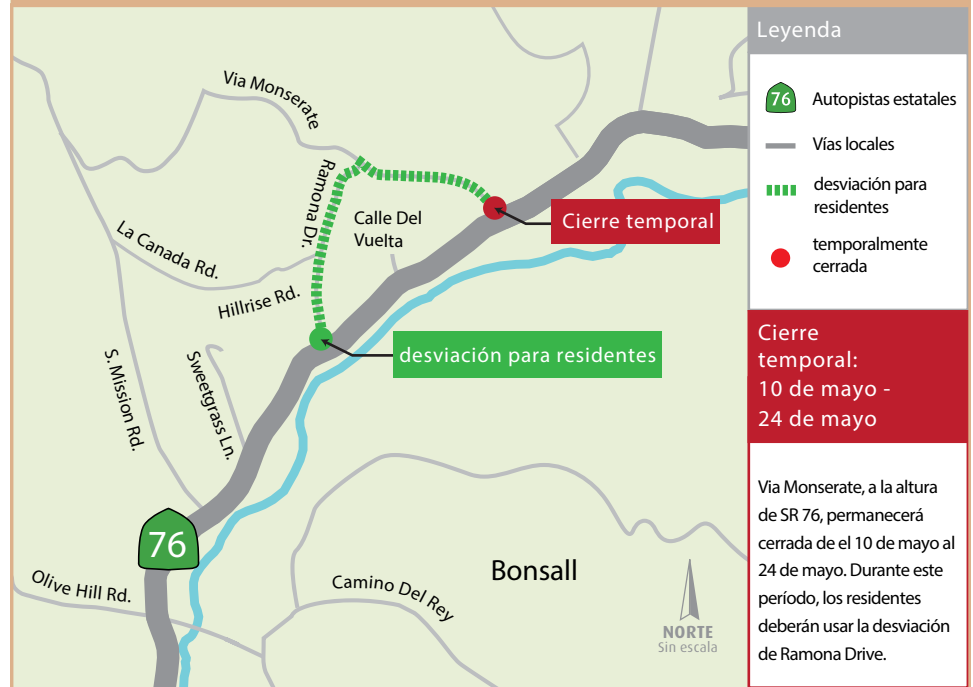 Via Monserate
Ramona Dr.
Calle Del
Vuelta
La Canada Rd.
Hillrise Rd.
S. Mission Rd.
Sweetgrass Ln.
Cierre temporal
desviación para residentes
76
Olive Hill Rd.
Camino Del Rey
Bonsall
NORTE
Sin escala
Leyenda
76 Autopistas estatales
Vías locales
desviación para
residentes
temporalmente
cerrada
Cierre
temporal:
10 de mayo -
24 de mayo
Via Monserate, a la altura
de SR 76, permanecerá
cerrada de el 10 de mayo al
24 de mayo. Durante este
período, los residentes
deberán usar la desviación
de Ramona Drive.